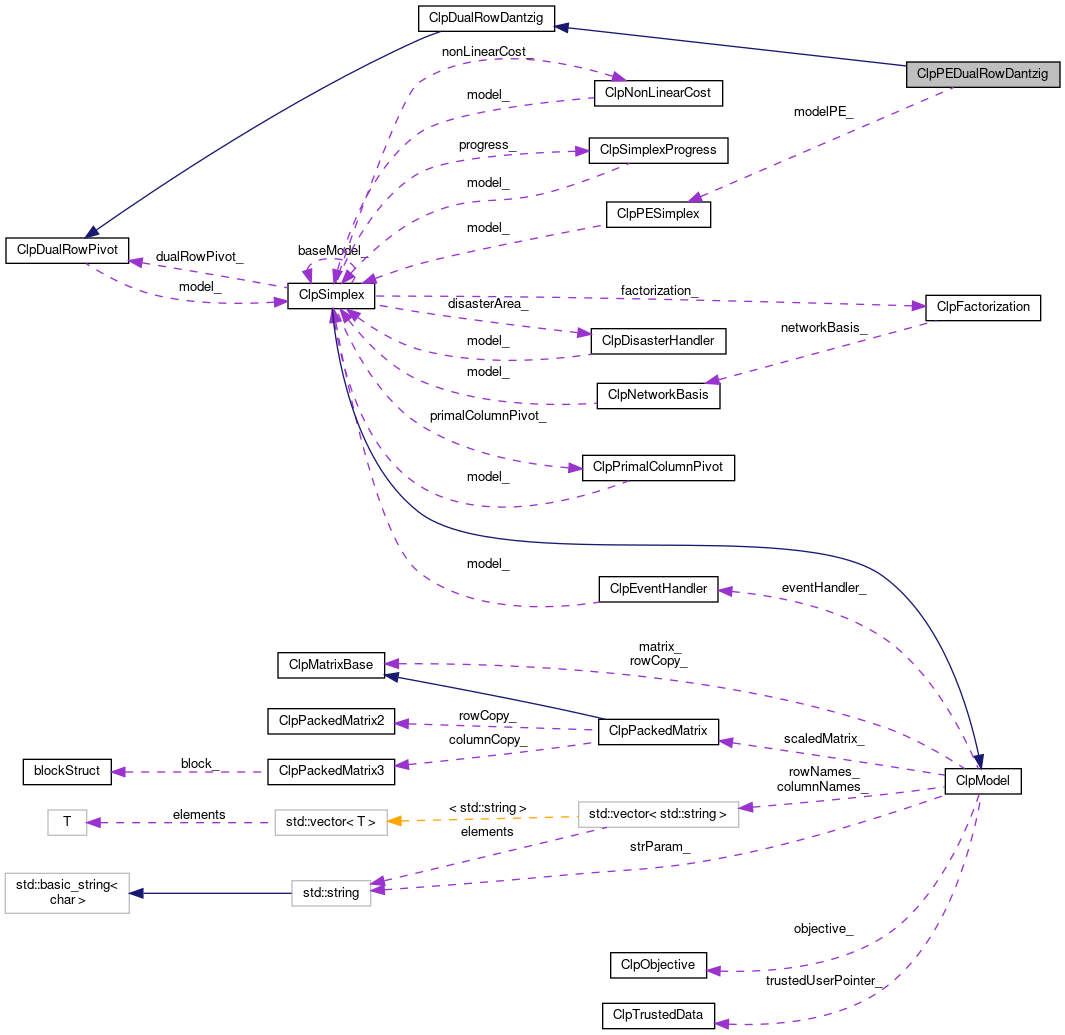 ClpDualRowDantzig
nonLinearCost_
ClpPEDualRowDantzig
model_
ClpNonLinearCost
modelPE_
progress_
ClpSimplexProgress
model_
ClpPESimplex
model_
ClpDualRowPivot
dualRowPivot_
baseModel_
model_
ClpSimplex
factorization_
disasterArea_
ClpFactorization
networkBasis_
model_
ClpDisasterHandler
model_
ClpNetworkBasis
primalColumnPivot_
ClpPrimalColumnPivot
model_
model_
ClpEventHandler
eventHandler_
matrix_
rowCopy_
ClpMatrixBase
ClpPackedMatrix2
rowCopy_
ClpPackedMatrix
scaledMatrix_
columnCopy_
blockStruct
block_
ClpPackedMatrix3
rowNames_
columnNames_
ClpModel
T
elements
std::vector< T >
< std::string >
std::vector< std::string >
elements
strParam_
std::basic_string<
char >
std::string
objective_
ClpObjective
trustedUserPointer_
ClpTrustedData